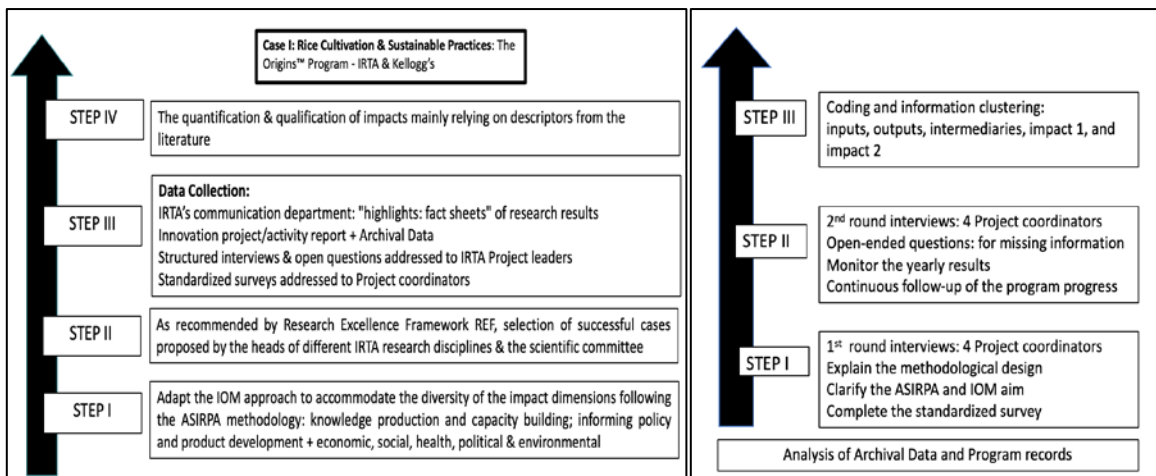 Case I: Rice Cultivation & Sustainable Practices: The
Origins™ Program - IRTA & Kellogg's
STEP IV
The quantification & qualification of impacts mainly relying on descriptors from the
literature
STEP III
Data Collection:
IRTA's communication department: "highlights: fact sheets" of research results
Innovation project/activity report + Archival Data
Structured interviews & open questions addressed to IRTA Project leaders
Standardized surveys addressed to Project coordinators
STEP II
As recommended by Research Excellence Framework REF, selection of successful cases
proposed by the heads of different IRTA research disciplines & the scientific committee
STEP I
Adapt the IOM approach to accommodate the diversity of the impact dimensions following
the ASIRPA methodology: knowledge production and capacity building; informing policy
and product development + economic, social, health, political & environmental
STEP III
Coding and information clustering:
inputs, outputs, intermediaries, impact 1, and
impact 2
STEP II
2nd round interviews: 4 Project coordinators
Open-ended questions: for missing information
Monitor the yearly results
Continuous follow-up of the program progress
STEP I
1st round interviews: 4 Project coordinators
Explain the methodological design
Clarify the ASIRPA and IOM aim
Complete the standardized survey
Analysis of Archival Data and Program records